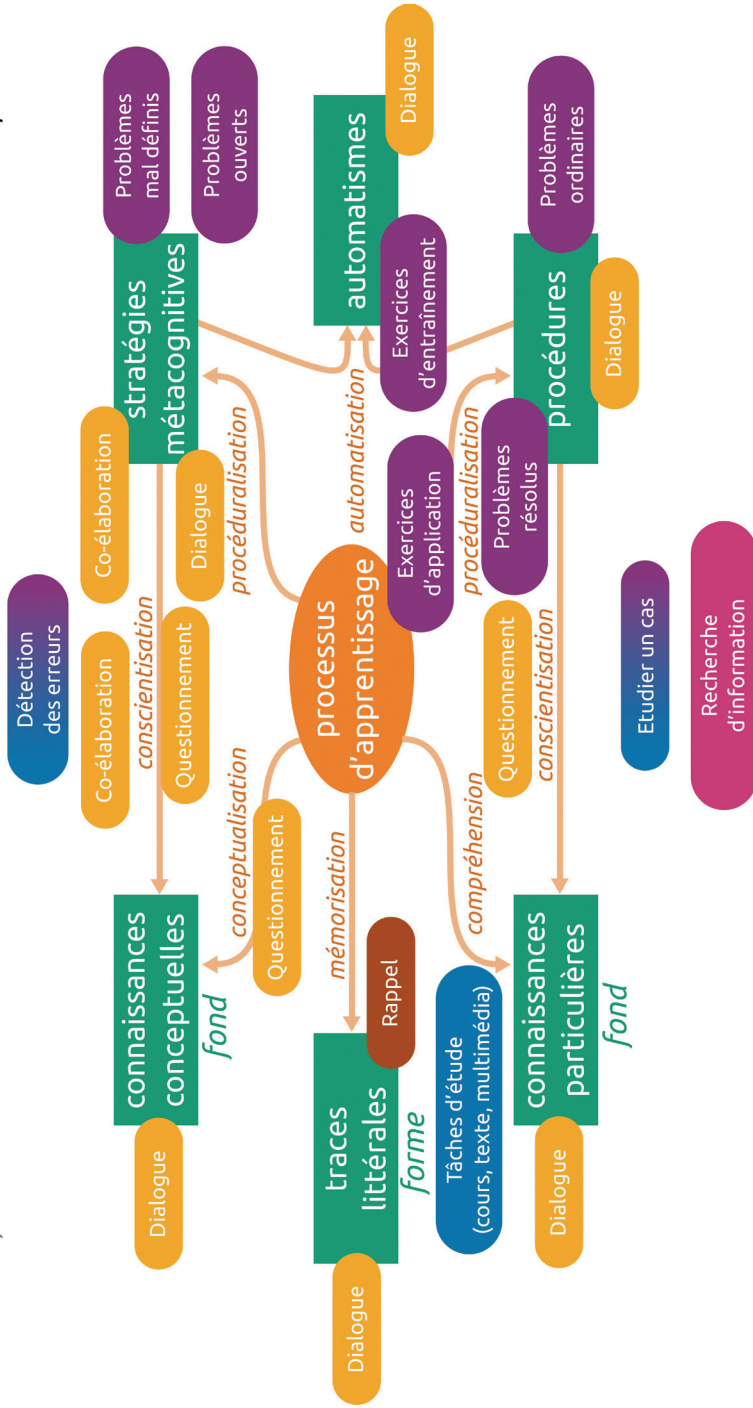 Détection
des erreurs
Co-élaboration
Co-élaboration
conscientisation
Questionnement
Dialogue
connaissances
conceptuelles
fond
Dialogue
stratégies
métacognitives
Problèmes
mal définis
Problèmes
ouverts
conceptualisation
Questionnement
procéduralisation
traces
littérales
forme
Dialogue
Rappel
mémorisation
processus
d'apprentissage
automatisation
automatismes
Dialogue
Exercices
d'entraînement
Exercices
d'application
Tâches d'étude
(cours, texte, multimédia)
compréhension
procéduralisation
Problèmes
résolus
Questionnement
connaissances
particulières
fond
Dialogue
conscientisation
procédures
Problèmes
ordinaires
Dialogue
Etudier un cas
Recherche
d'information